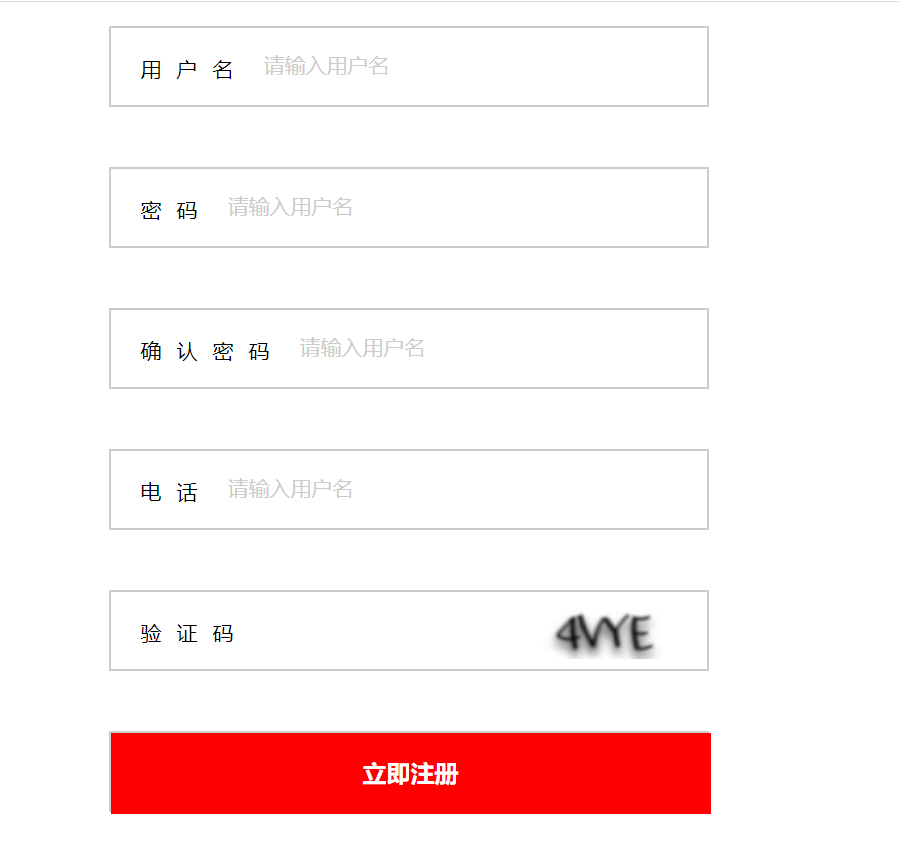 用 户 名 请输入用户名
密 码 请输入用户名
确 认 密 码 请输入用户名
电 话 请输入用户名
验 证 码 4VYE
立即注册